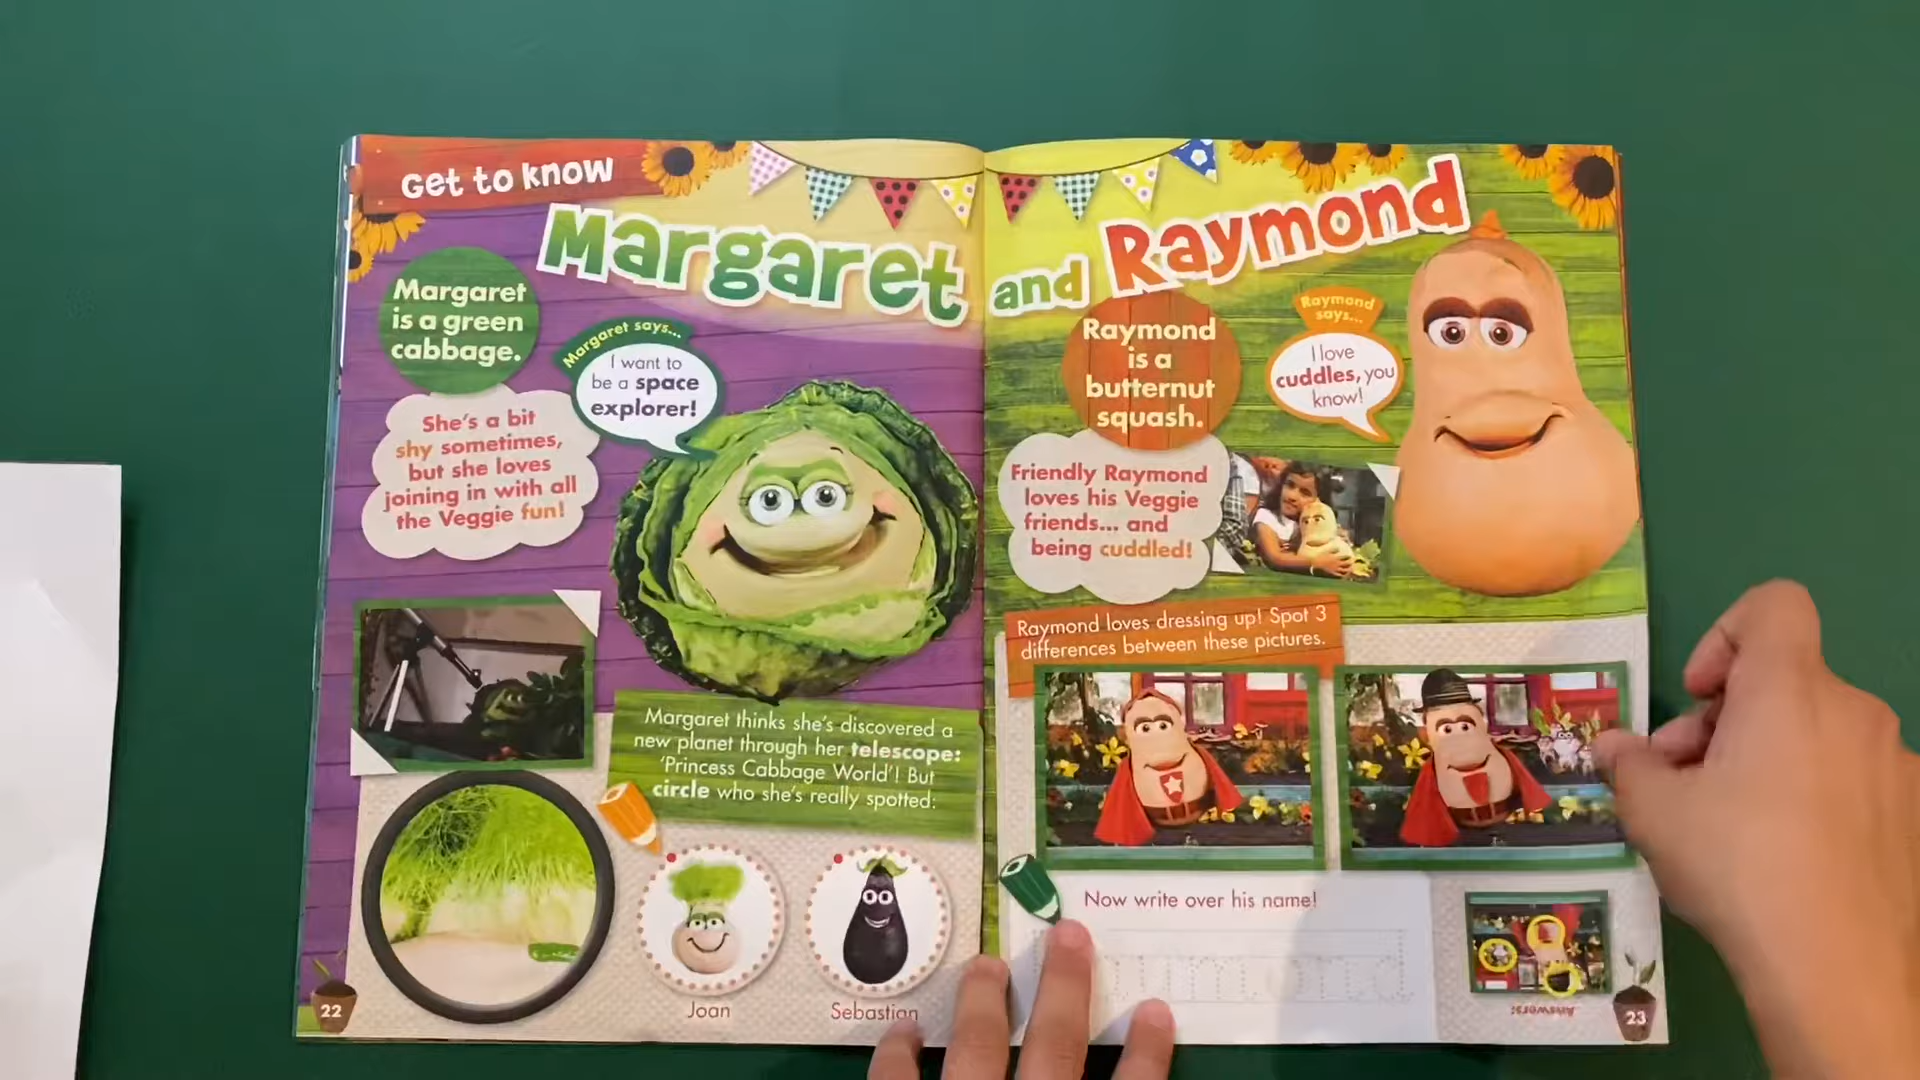 Get to know
Margaret
and Raymond
Margaret
is a green
cabbage.
Margaret says...
I want to
be a space
explorer!
She's a bit
shy sometimes,
but she loves
joining in with all
the Veggie fun!
Margaret thinks she's discovered a
new planet through her telescope:
'Princess Cabbage World'! But
circle who she's really spotted:
Joan
Sebastian
22
Raymond
is a
butternut
squash.
Raymond
says...
I love
cuddles, you
know!
Friendly Raymond
loves his Veggie
friends... and
being cuddled!
Raymond loves dressing up! Spot 3
differences between these pictures.
Now write over his name!
Answers:
23